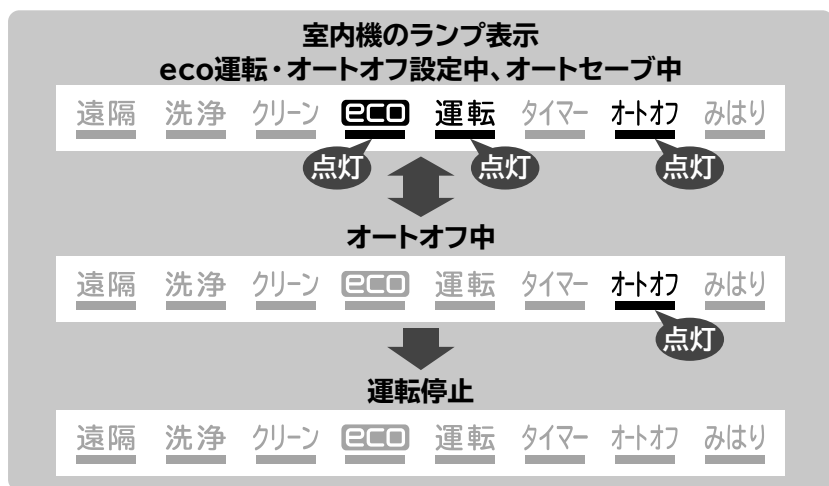 室内機のランプ表示
eco運転・オートオフ設定中、オートセーブ中
遠隔 洗浄 クリーン eco 運転 タイマー オートオフ みはり
点灯 点灯 点灯
オートオフ中
遠隔 洗浄 クリーン eco 運転 タイマー オートオフ みはり
点灯
運転停止
遠隔 洗浄 クリーン eco 運転 タイマー オートオフ みはり